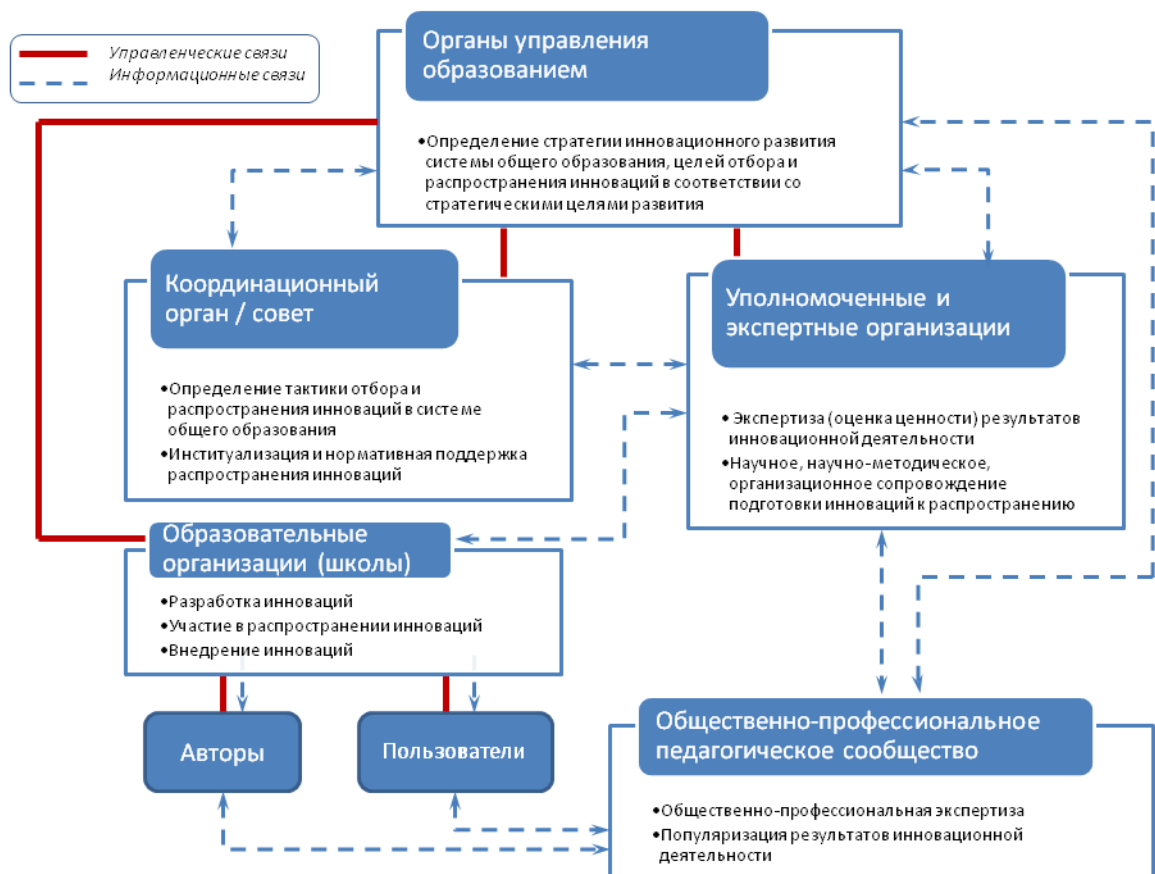 Управленческие связи
Информационные связи
Органы управления
образованием
•Определение стратегии инновационного развития
системы общего образования, целей отбора и
распространения инноваций в соответствии со
стратегическими целями развития
Координационный
орган / совет
•Определение тактики отбора и
распространения инноваций в системе
общего образования
•Институализация и нормативная поддержка
распространения инноваций
Уполномоченные и
экспертные организации
• Экспертиза (оценка ценности) результатов
инновационной деятельности
•Научное, научно-методическое,
организационное сопровождение
подготовки инноваций к распространению
Образовательные
организации (школы)
•Разработка инноваций
•Участие в распространении инноваций
•Внедрение инноваций
Авторы
Пользователи
Общественно-профессиональное
педагогическое сообщество
•Общественно-профессиональная экспертиза
•Популяризация результатов инновационной
деятельности